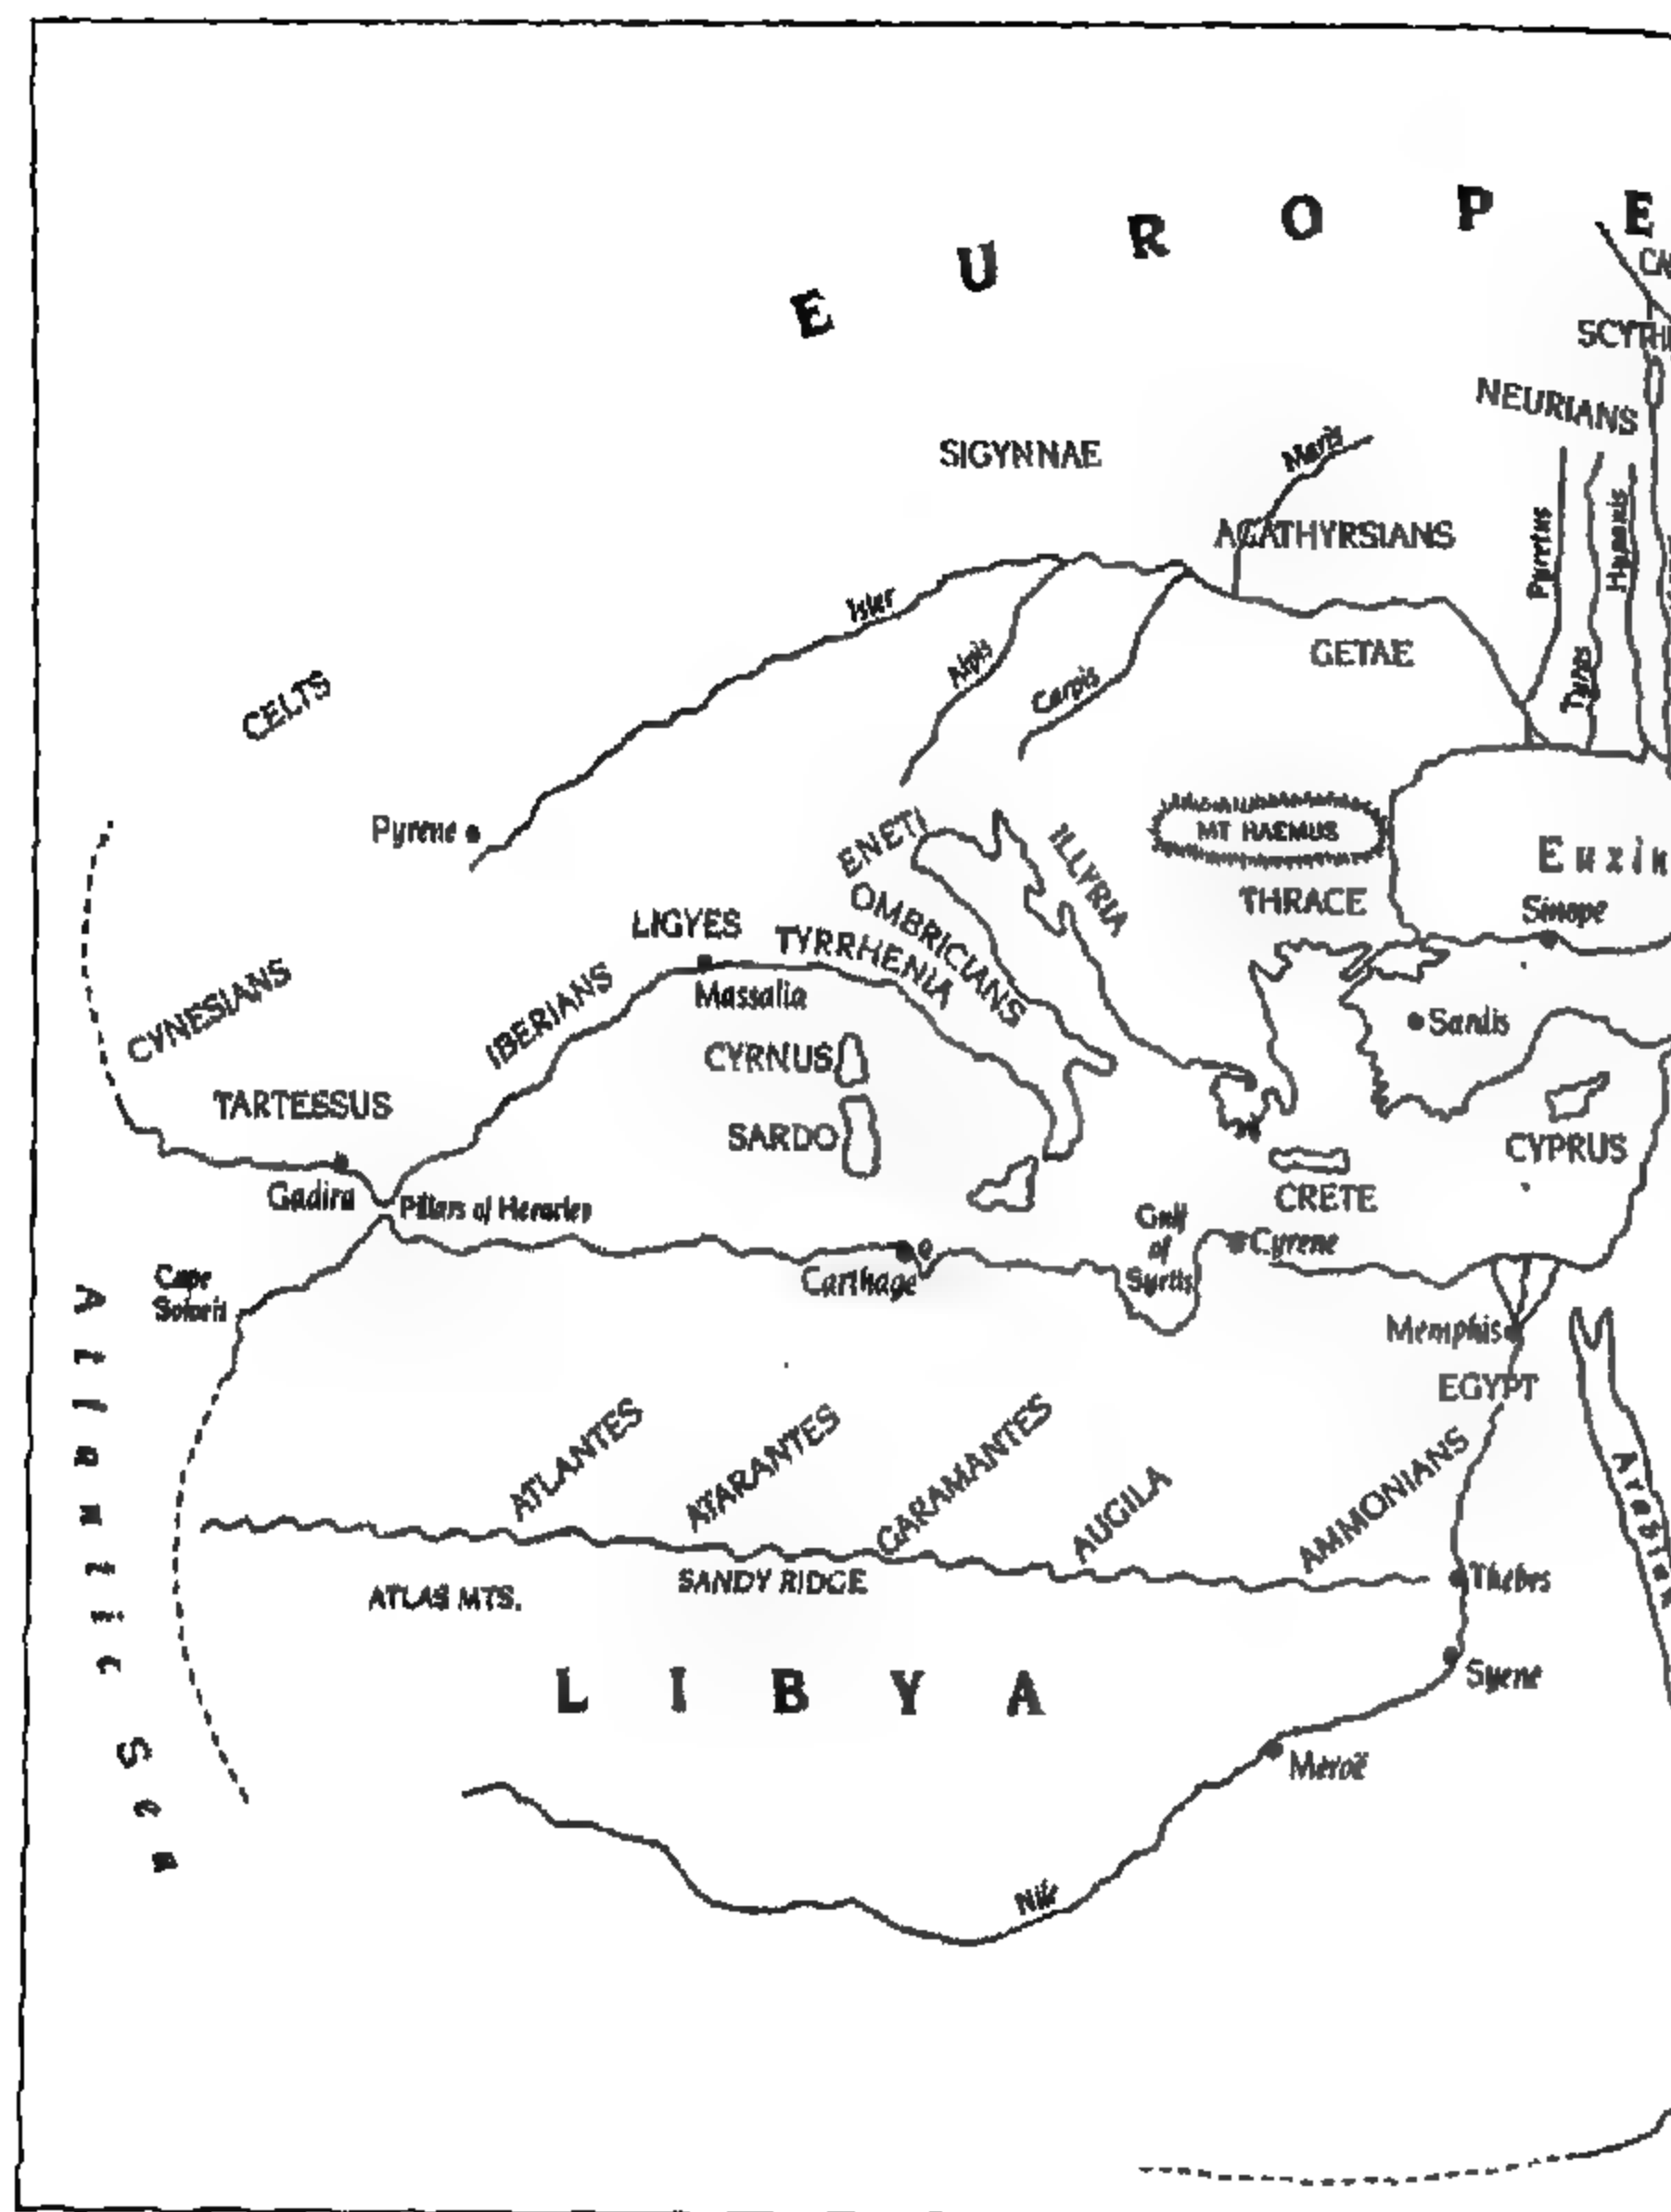 EUROPE
SCYTHI
NEURIANS
SIGYNNAE
Maris
AGATHYRSIANS
Pyretus
Hypanis
Ister
GETAE
Alpis
Tyras
Carpis
CELTS
Pyrene
ENETI
ILLYRIA
MT HAEMUS
Euxin
THRACE
Sinope
OMBRICIANS
LIGYES
TYRRHENIA
Massalia
CYNESIANS
IBERIANS
Sardis
CYRNUS
TARTESSUS
SARDO
CYPRUS
Gadira
Pillars of Heracles
CRETE
Gulf
of
Syrtis
Cyrene
Cape
Carthage
Memphis
EGYPT
Atlantic Sea
ATLANTES
ATARANTES
GARAMANTES
AUGILA
AMMONIANS
Arabian
ATLAS MTS.
SANDY RIDGE
Thebes
LIBYA
Syene
Meroë
Nile